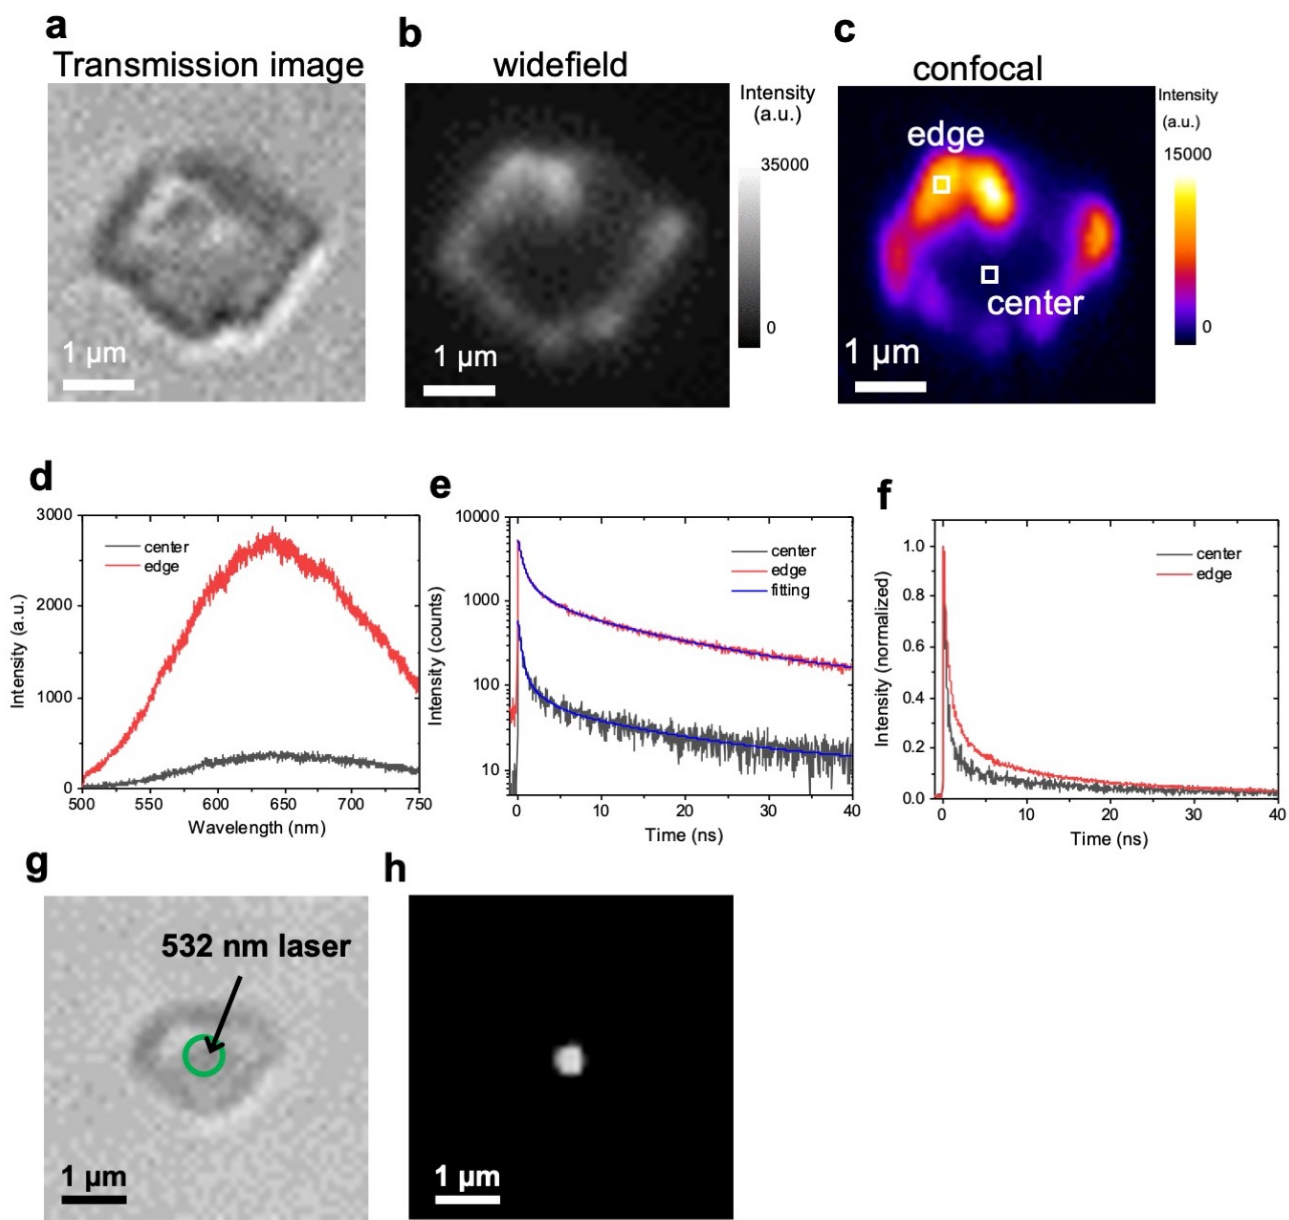 a
Transmission image
1 µm
b
widefield
1 µm
Intensity
(a.u.)
35000
0
c
confocal
edge
center
1 µm
Intensity
(a.u.)
15000
0
d
3000
2000
1000
0
Intensity (a.u.)
center
edge
500 550 600 650 700 750
Wavelength (nm)
e
10000
1000
100
10
Intensity (counts)
center
edge
fitting
0 10 20 30 40
Time (ns)
f
1.0
0.8
0.6
0.4
0.2
0.0
Intensity (normalized)
center
edge
0 10 20 30 40
Time (ns)
g
532 nm laser
1 µm
h
1 µm